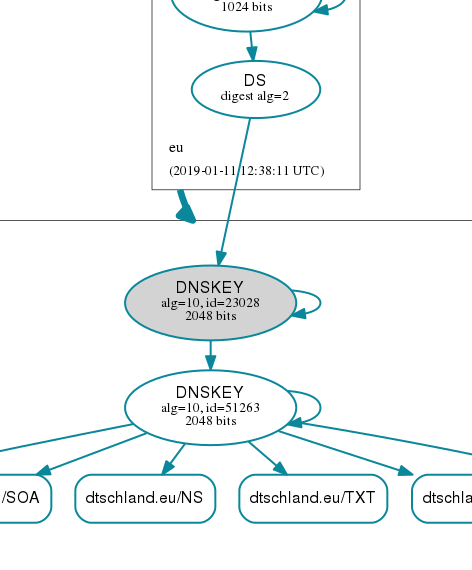 1024 bits
DS
digest alg=2
eu
(2019-01-11 12:38:11 UTC)
DNSKEY
alg=10, id=23028
2048 bits
DNSKEY
alg=10, id=51263
2048 bits
/SOA
dtschland.eu/NS
dtschland.eu/TXT
dtschla